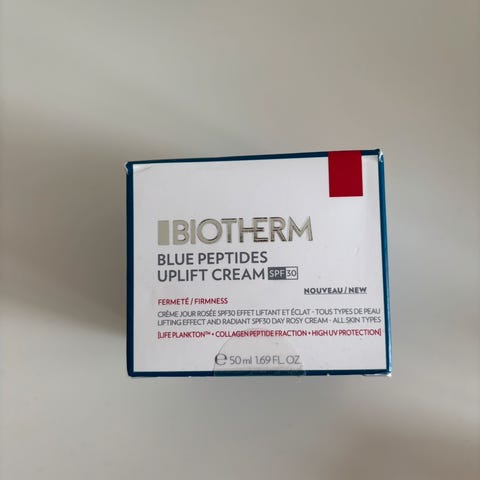 BIOTHERM
BLUE PEPTIDES
UPLIFT CREAM SPF 30
NOUVEAU / NEW
FERMETÉ / FIRMNESS
CRÈME JOUR ROSÉE SPF30 EFFET LIFTANT ET ÉCLAT - TOUS TYPES DE PEAU
LIFTING EFFECT AND RADIANT SPF30 DAY ROSY CREAM - ALL SKIN TYPES
[LIFE PLANKTON™ + COLLAGEN PEPTIDE FRACTION + HIGH UV PROTECTION]
℮ 50 ml 1.69 FL. OZ.